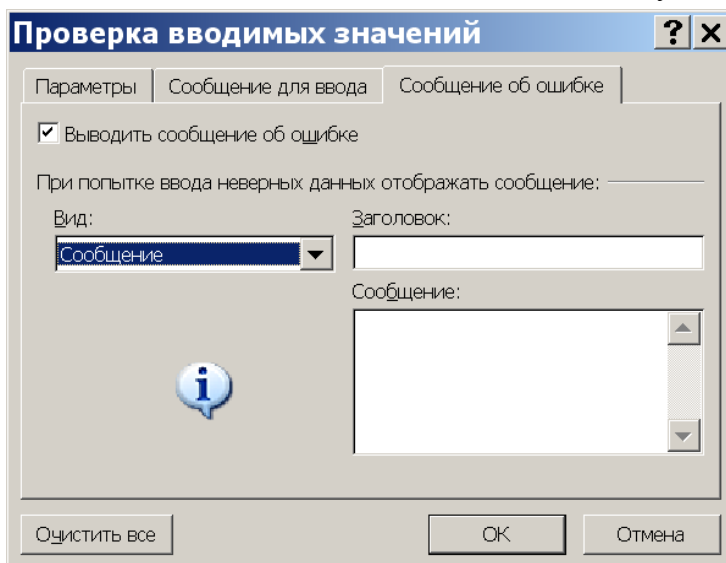 Проверка вводимых значений
Параметры Сообщение для ввода Сообщение об ошибке
Выводить сообщение об ошибке
При попытке ввода неверных данных отображать сообщение:
Вид: Заголовок:
Сообщение
Сообщение:
Очистить все ОК Отмена